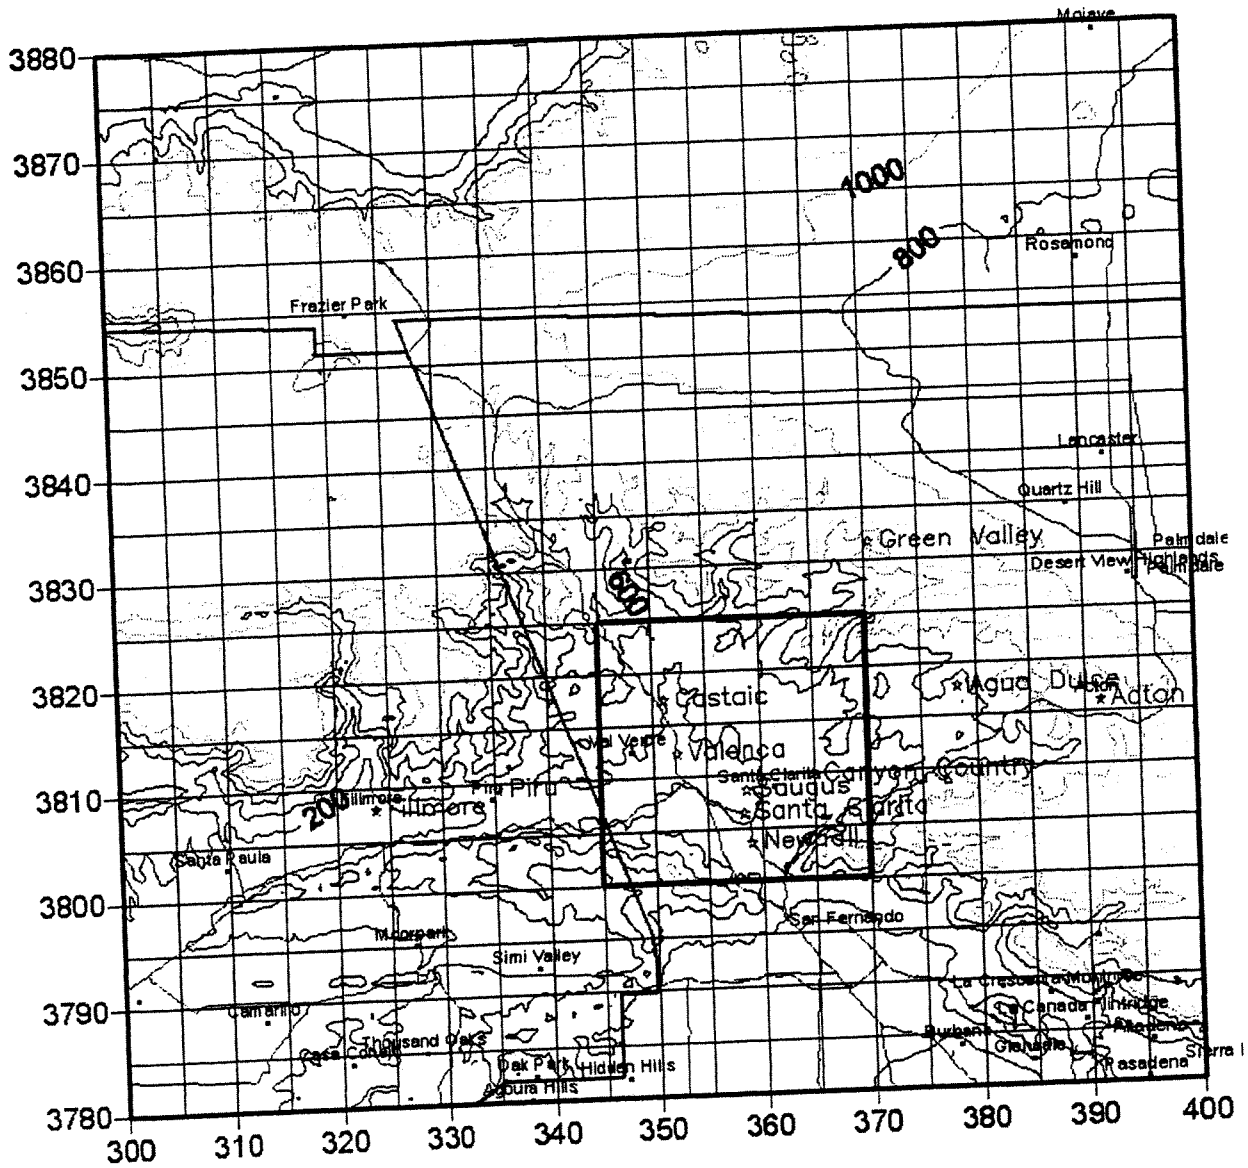 Mojave
3880
3870
1000
800
Rosamond
3860
Frazier Park
3850
Lancaster
3840
Quartz Hill
Green Valley
Palmdale
Desert View Highlands
Palmdale
3830
600
3820
Castaic
Agua Dulce
Acton
Acton
Val Verde
Valenca
Santa Clarita
Canyon Country
Saugus
Piru
Piru
3810
200
Fillmore
Fillmore
Santa Clarita
Newhall
Santa Paula
3800
San Fernando
Moorpark
Simi Valley
La Crescenta-Montrose
3790
Camarillo
La Canada Flintridge
Burbank
Altadena
Thousand Oaks
Casa Conejo
Glendale
Sierra
Oak Park
Hidden Hills
Pasadena
Agoura Hills
3780
300
310
320
330
340
350
360
370
380
390
400